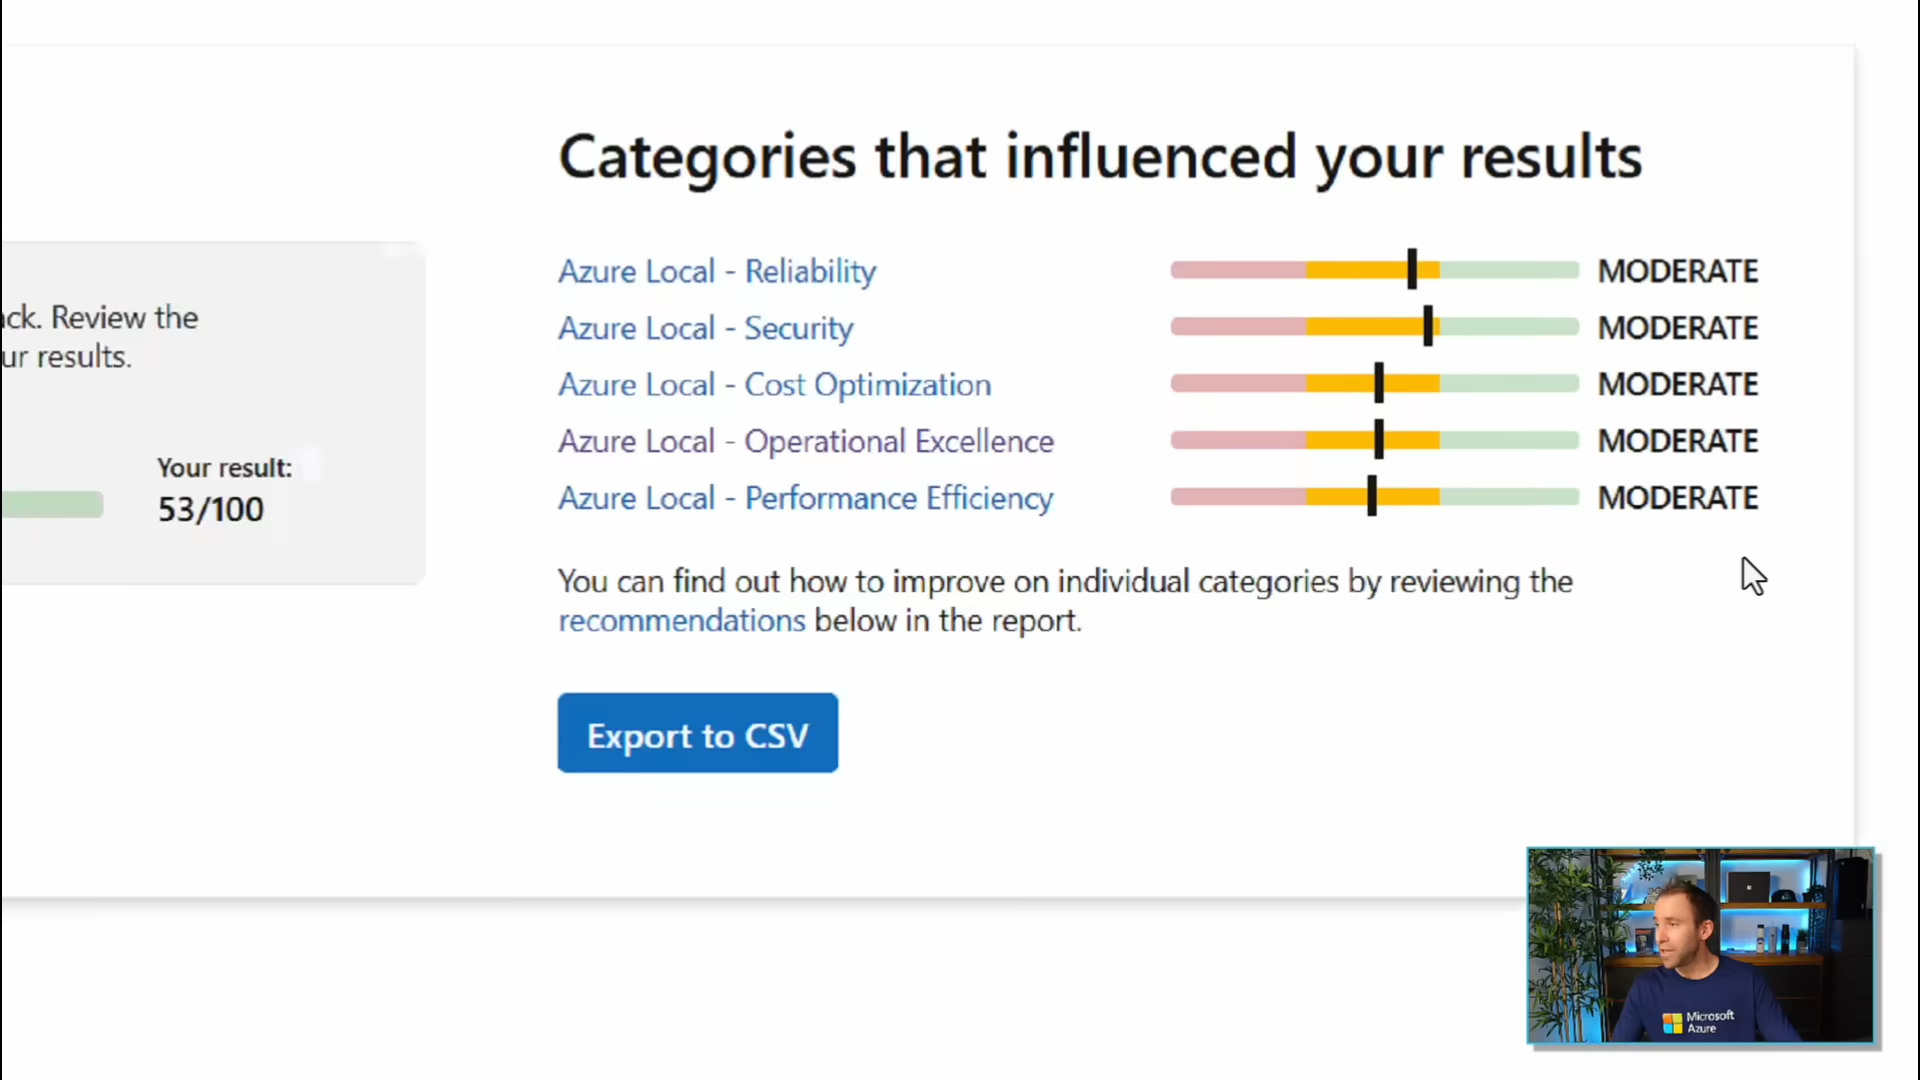 Categories that influenced your results
Azure Local - Reliability MODERATE
Azure Local - Security MODERATE
Azure Local - Cost Optimization MODERATE
Azure Local - Operational Excellence MODERATE
Azure Local - Performance Efficiency MODERATE
You can find out how to improve on individual categories by reviewing the
recommendations below in the report.
Export to CSV
Review the
results.
Your result:
53/100
Microsoft
Azure